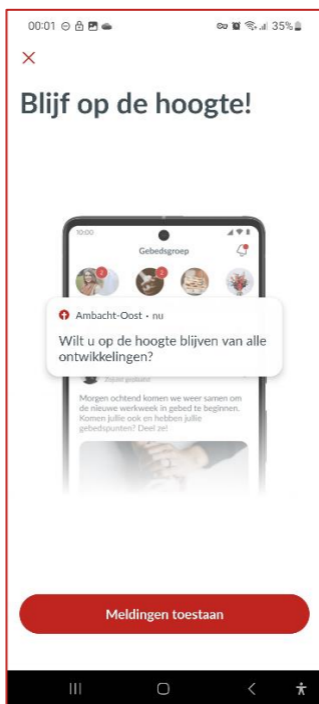 00:01 35%
Blijf op de hoogte!
10:00
Gebedsgroep
2 2
Ambacht-Oost • nu
Wilt u op de hoogte blijven van alle
ontwikkelingen?
Morgen ochtend komen we weer samen om
de nieuwe werkweek in gebed te beginnen.
Komen jullie ook en hebben jullie
gebedspunten? Deel ze!
Meldingen toestaan